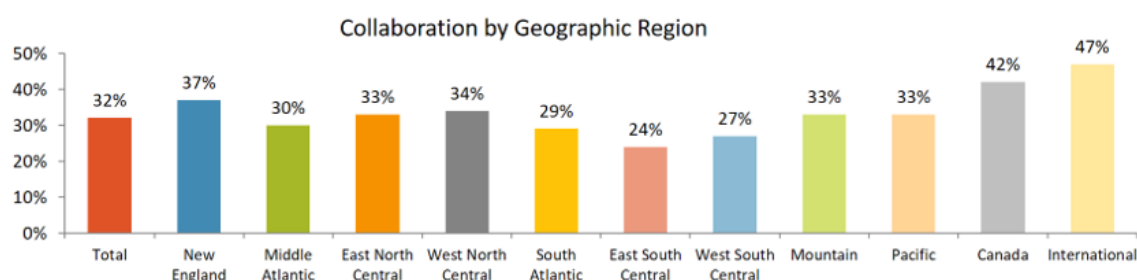 Collaboration by Geographic Region
50%
40%
30%
20%
10%
0%
32%
37%
30%
33%
34%
29%
24%
27%
33%
33%
42%
47%
Total
New
England
Middle
Atlantic
East North
Central
West North
Central
South
Atlantic
East South
Central
West South
Central
Mountain
Pacific
Canada
International